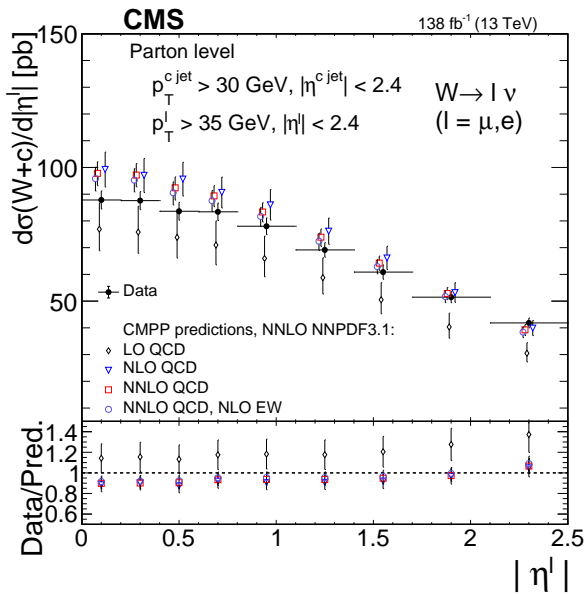 CMS 138 fb⁻¹ (13 TeV)
dσ(W+c)/d|ηˡ| [pb]
150
100
50
Parton level
p_T^{c jet} > 30 GeV, |η^{c jet}| < 2.4
p_T^l > 35 GeV, |ηˡ| < 2.4
W→ l ν
(l = μ,e)
Data
CMPP predictions, NNLO NNPDF3.1:
LO QCD
NLO QCD
NNLO QCD
NNLO QCD, NLO EW
Data/Pred.
1.4
1.2
1
0.8
0.6
0 0.5 1 1.5 2 2.5
| ηˡ |